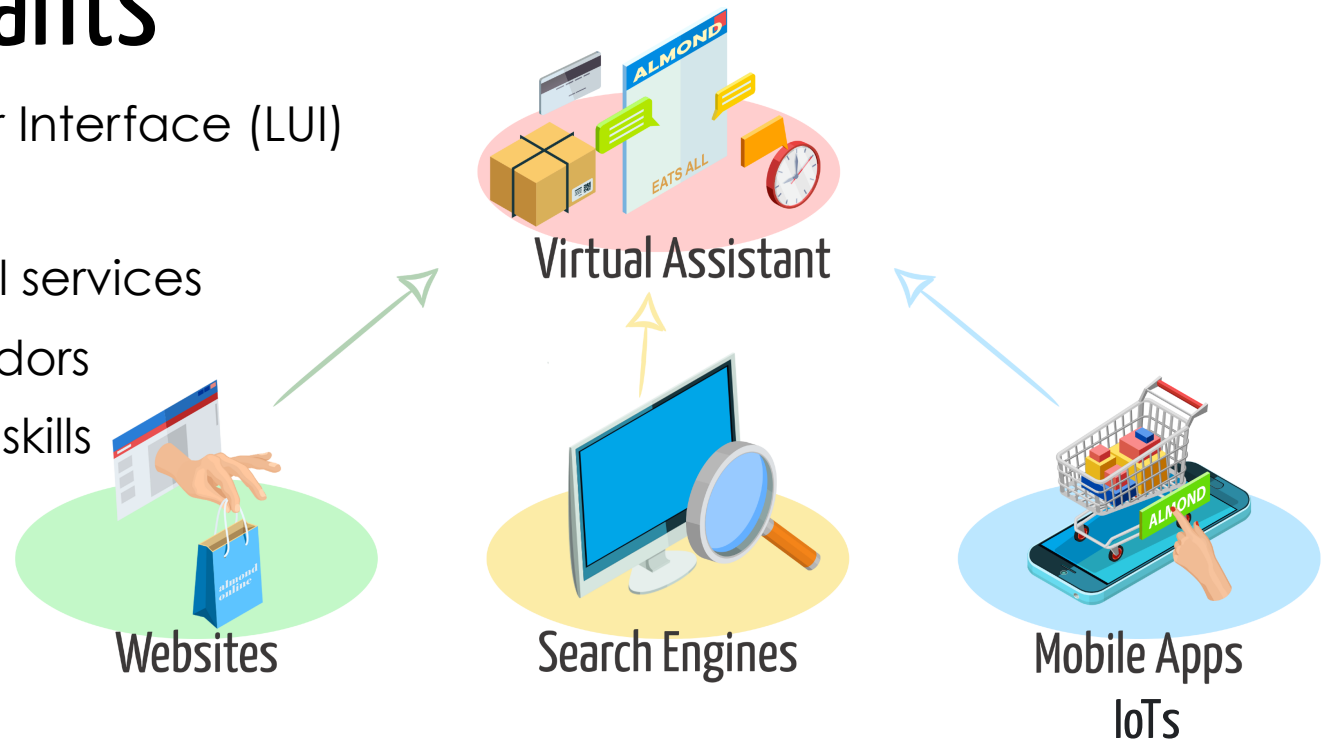 ants
r Interface (LUI)
l services
dors
skills
ALMOND
EATS ALL
Virtual Assistant
almond
online
Websites
Search Engines
ALMOND
Mobile Apps
IoTs